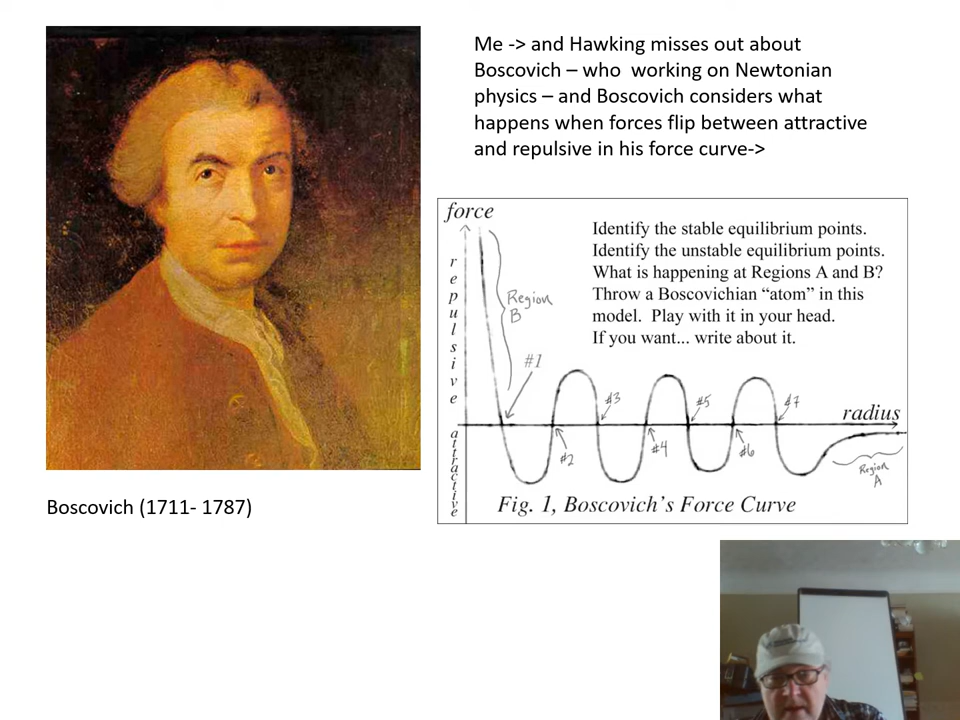 Me -> and Hawking misses out about
Boscovich – who  working on Newtonian
physics – and Boscovich considers what
happens when forces flip between attractive
and repulsive in his force curve->
force
Identify the stable equilibrium points.
Identify the unstable equilibrium points.
What is happening at Regions A and B?
Throw a Boscovichian “atom” in this
model.  Play with it in your head.
If you want... write about it.
repulsive
Region
B
#1
#3
#5
#7
radius
attractive
#2
#4
#6
Region
A
Fig. 1, Boscovich's Force Curve
Boscovich (1711- 1787)